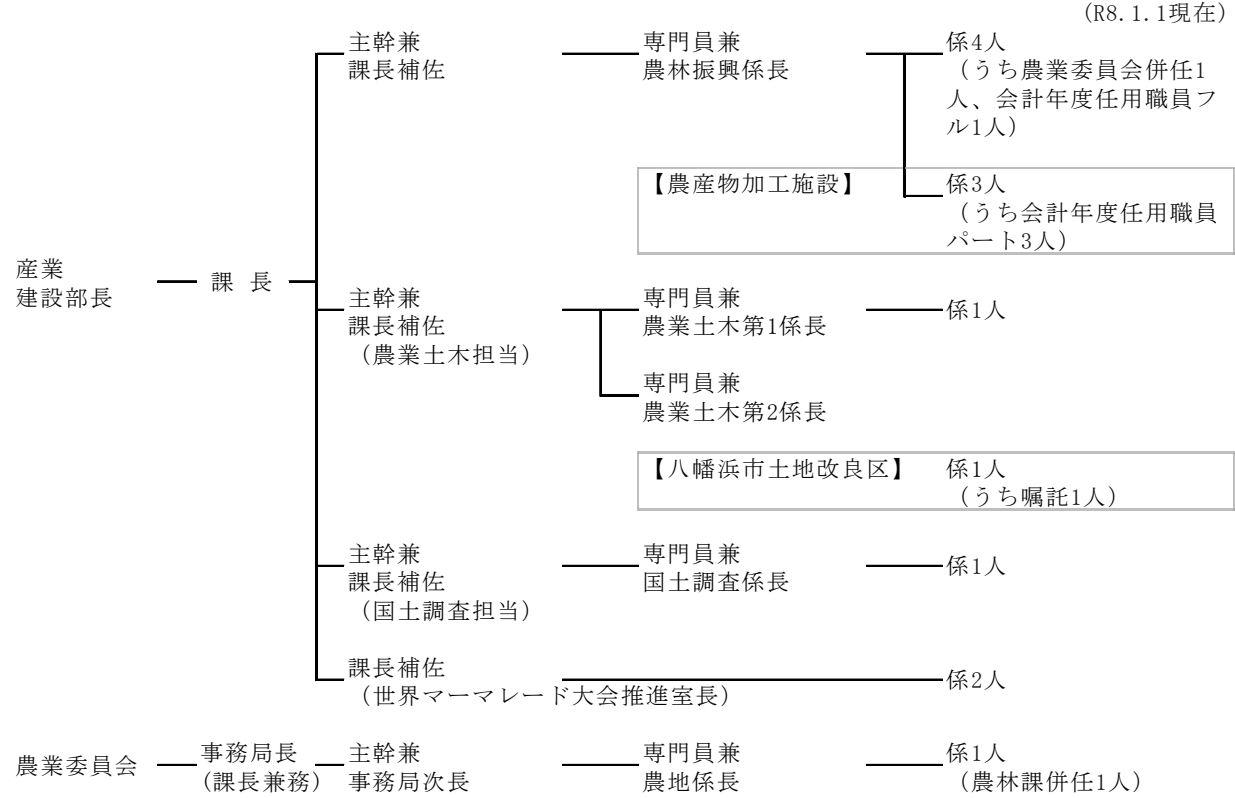 (R8.1.1現在)
主幹兼
課長補佐
専門員兼
農林振興係長
係4人
(うち農業委員会併任1
人、会計年度任用職員フ
ル1人)
【農産物加工施設】
係3人
(うち会計年度任用職員
パート3人)
産業
建設部長
課 長
主幹兼
課長補佐
(農業土木担当)
専門員兼
農業土木第1係長
係1人
専門員兼
農業土木第2係長
【八幡浜市土地改良区】
係1人
(うち嘱託1人)
主幹兼
課長補佐
(国土調査担当)
専門員兼
国土調査係長
係1人
課長補佐
(世界マーマレード大会推進室長)
係2人
農業委員会
事務局長
(課長兼務)
主幹兼
事務局次長
専門員兼
農地係長
係1人
(農林課併任1人)